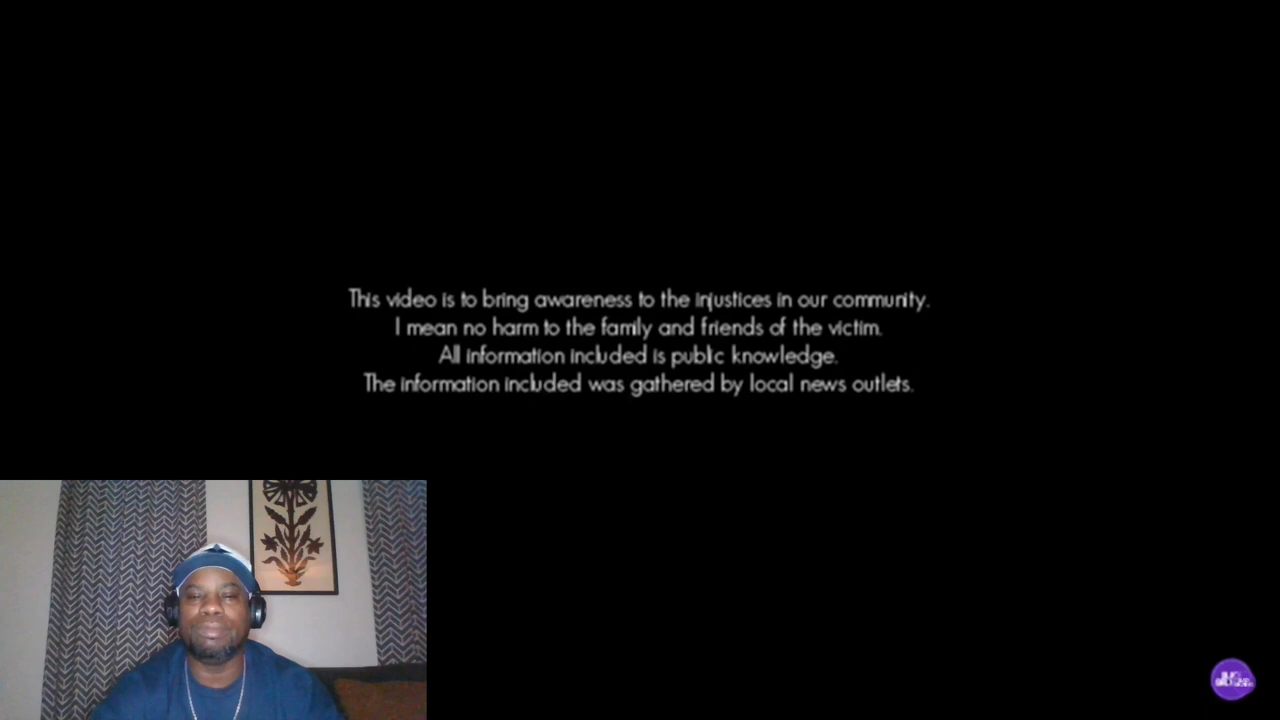 This video is to bring awareness to the injustices in our community.
I mean no harm to the family and friends of the victim.
All information included is public knowledge.
The information included was gathered by local news outlets.